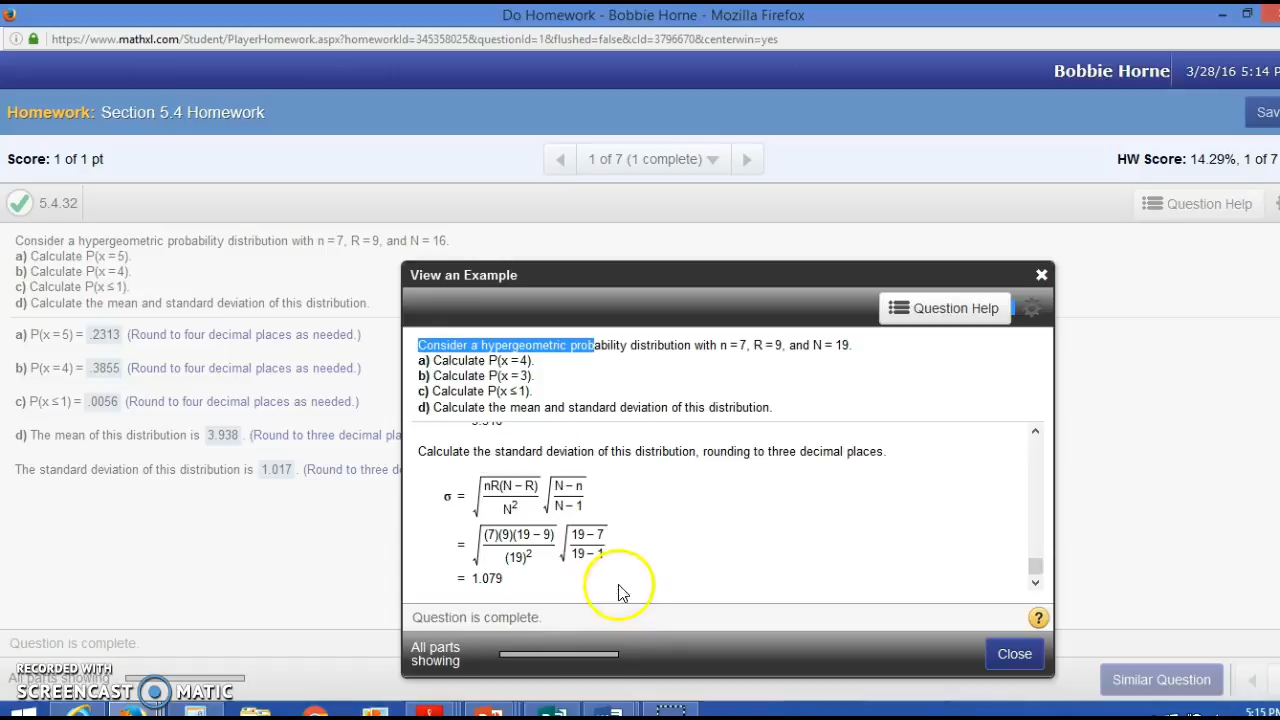 Do Homework - Bobbie Horne - Mozilla Firefox
https://www.mathxl.com/Student/PlayerHomework.aspx?homeworkId=345358025&questionId=1&flushed=false&cId=3796670&centerwin=yes
Bobbie Horne 3/28/16 5:14 P
Homework: Section 5.4 Homework
Sav
Score: 1 of 1 pt
1 of 7 (1 complete)
HW Score: 14.29%, 1 of 7
5.4.32
Question Help
Consider a hypergeometric probability distribution with n = 7, R = 9, and N = 16.
a) Calculate P(x = 5).
b) Calculate P(x = 4).
c) Calculate P(x ≤ 1).
d) Calculate the mean and standard deviation of this distribution.
a) P(x = 5) = .2313 (Round to four decimal places as needed.)
b) P(x = 4) = .3855 (Round to four decimal places as needed.)
c) P(x ≤ 1) = .0056 (Round to four decimal places as needed.)
d) The mean of this distribution is 3.938. (Round to three decimal pla
The standard deviation of this distribution is 1.017. (Round to three de
Question is complete.
All parts
showing
RECORDED WITH
SCREENCAST MATIC
View an Example
Question Help
Consider a hypergeometric probability distribution with n = 7, R = 9, and N = 19.
a) Calculate P(x = 4).
b) Calculate P(x = 3).
c) Calculate P(x ≤ 1).
d) Calculate the mean and standard deviation of this distribution.
Calculate the standard deviation of this distribution, rounding to three decimal places.
σ = √(nR(N − R) / N²) √((N − n) / (N − 1))
= √((7)(9)(19 − 9) / (19)²) √((19 − 7) / (19 − 1))
= 1.079
Question is complete.
?
All parts
showing
Close
Similar Question
5:15 PM